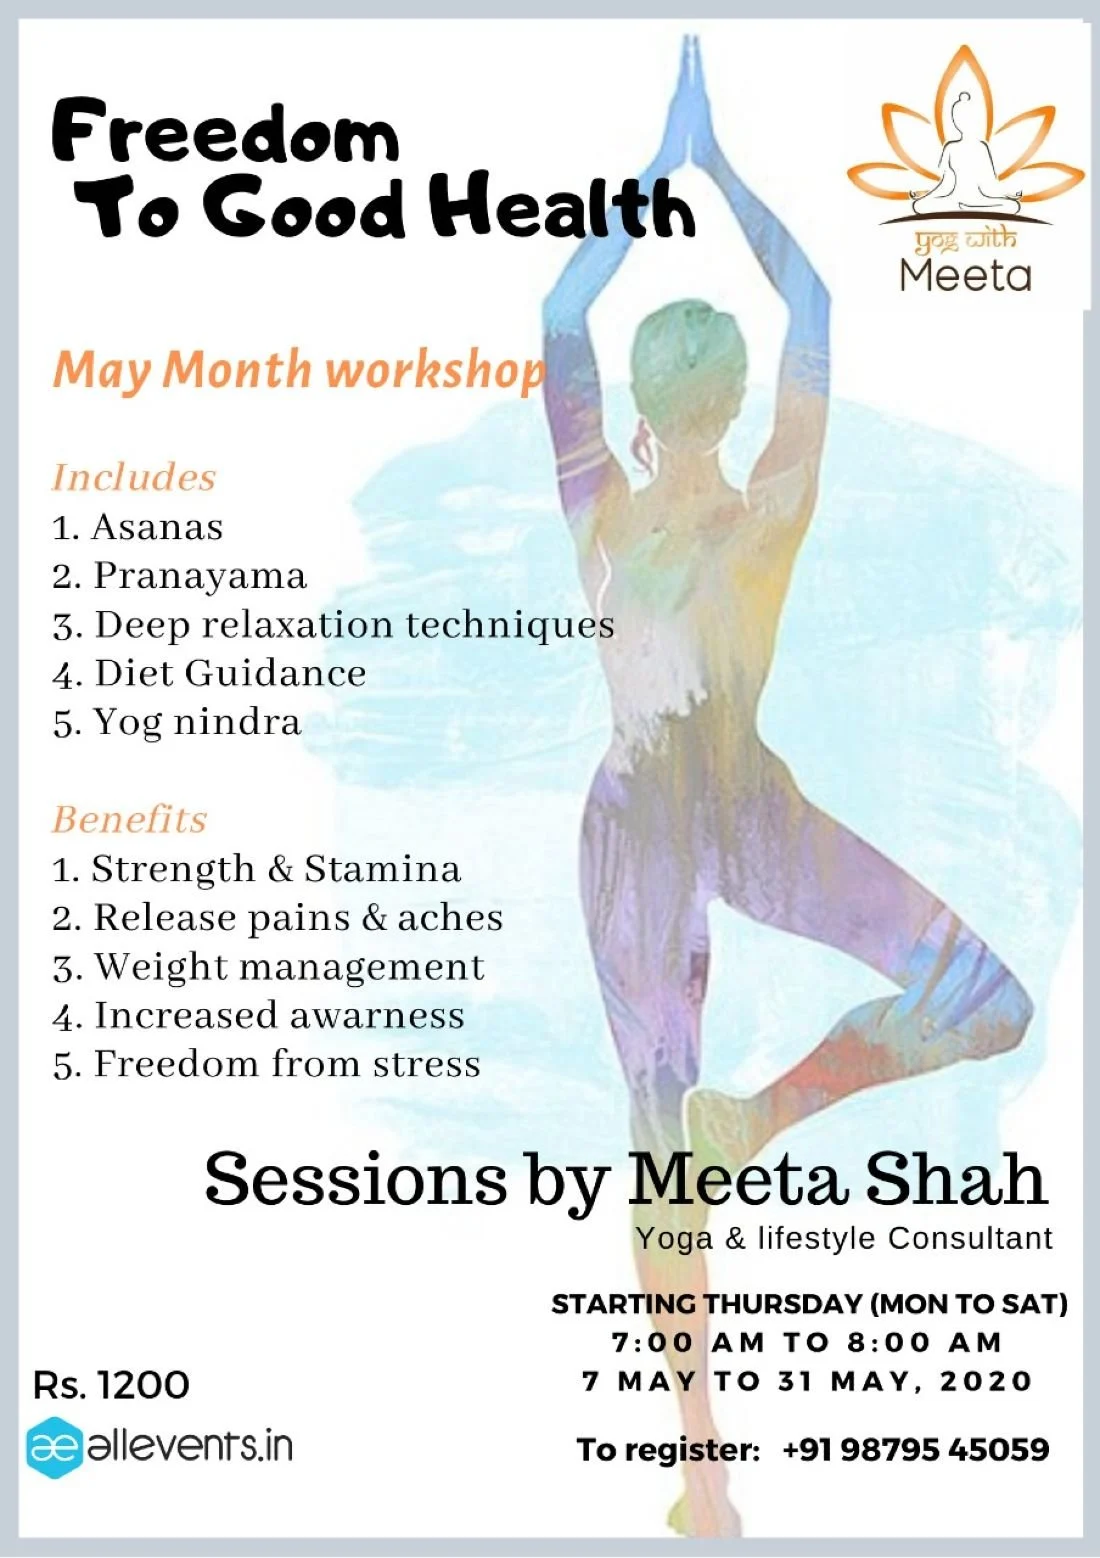 Freedom
To Good Health
yog with
Meeta
May Month workshop
Includes
1. Asanas
2. Pranayama
3. Deep relaxation techniques
4. Diet Guidance
5. Yog nindra
Benefits
1. Strength & Stamina
2. Release pains & aches
3. Weight management
4. Increased awarness
5. Freedom from stress
Sessions by Meeta Shah
Yoga & lifestyle Consultant
STARTING THURSDAY (MON TO SAT)
7:00 AM TO 8:00 AM
7 MAY TO 31 MAY, 2020
Rs. 1200
ae allevents.in
To register: +91 98795 45059